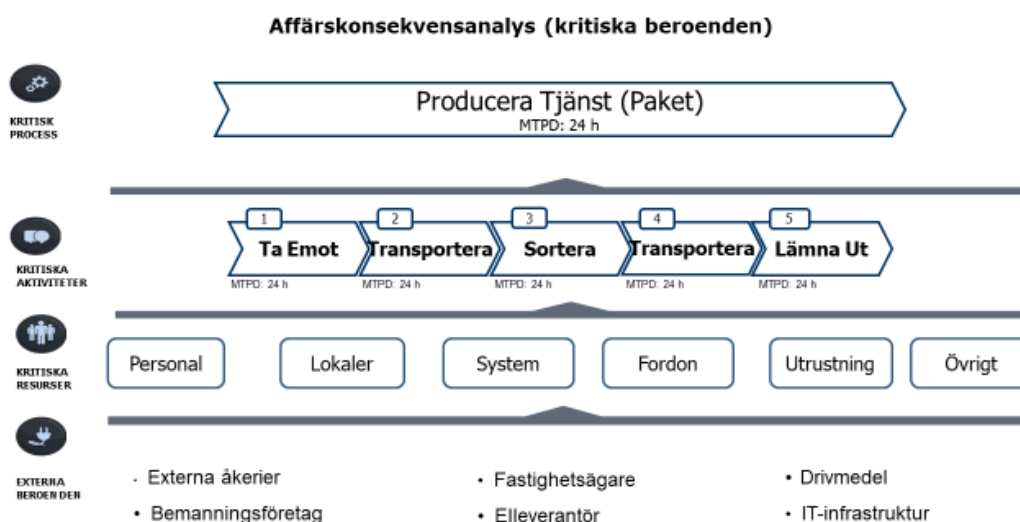 Affärskonsekvensanalys (kritiska beroenden)
KRITISK
PROCESS
Producera Tjänst (Paket)
MTPD: 24 h
KRITISKA
AKTIVITETER
1
Ta Emot
MTPD: 24 h
2
Transportera
MTPD: 24 h
3
Sortera
MTPD: 24 h
4
Transportera
MTPD: 24 h
5
Lämna Ut
MTPD: 24 h
KRITISKA
RESURSER
Personal
Lokaler
System
Fordon
Utrustning
Övrigt
EXTERNA
BEROENDEN
· Externa åkerier
• Bemanningsföretag
• Fastighetsägare
• Elleverantör
• Drivmedel
• IT-infrastruktur